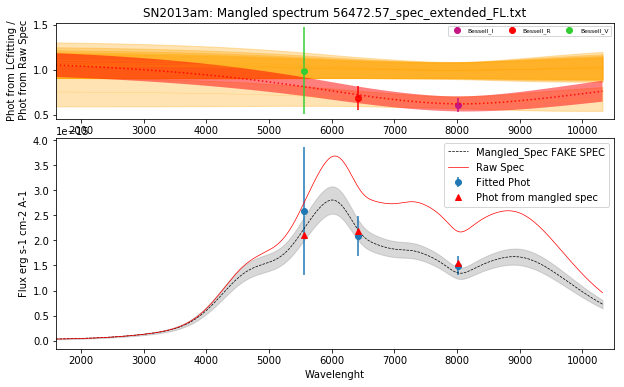 SN2013am: Mangled spectrum 56472.57_spec_extended_FL.txt
Phot from LCfitting /
Phot from Raw Spec
1.5
1.0
0.5
Bessell_I
Bessell_R
Bessell_V
2000
3000
4000
5000
6000
7000
8000
9000
10000
1e−15
Flux erg s-1 cm-2 A-1
4.0
3.5
3.0
2.5
2.0
1.5
1.0
0.5
0.0
Mangled_Spec FAKE SPEC
Raw Spec
Fitted Phot
Phot from mangled spec
2000
3000
4000
5000
6000
7000
8000
9000
10000
Wavelenght